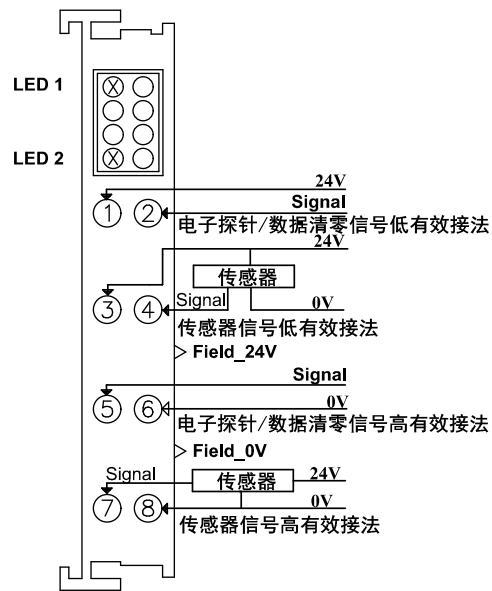 LED 1
LED 2
24V
① ② Signal
电子探针/数据清零信号低有效接法
24V
传感器
③ ④ Signal 0V
传感器信号低有效接法
Field_24V
Signal
⑤ ⑥ 0V
电子探针/数据清零信号高有效接法
Field_0V
Signal 传感器 24V
⑦ ⑧ 0V
传感器信号高有效接法